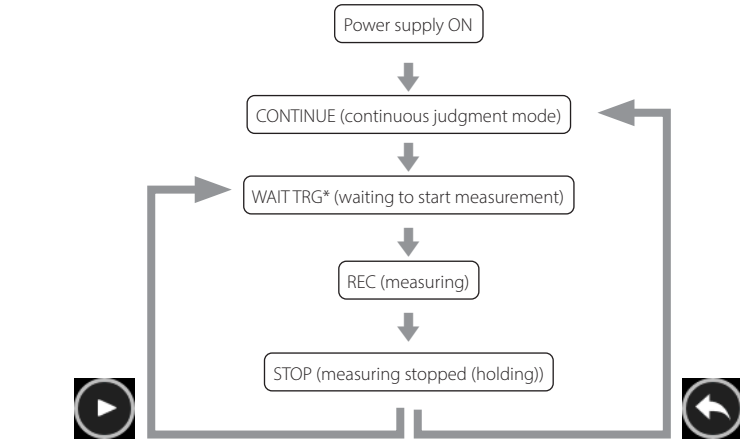 Power supply ON
CONTINUE (continuous judgment mode)
WAIT TRG* (waiting to start measurement)
REC (measuring)
STOP (measuring stopped (holding))